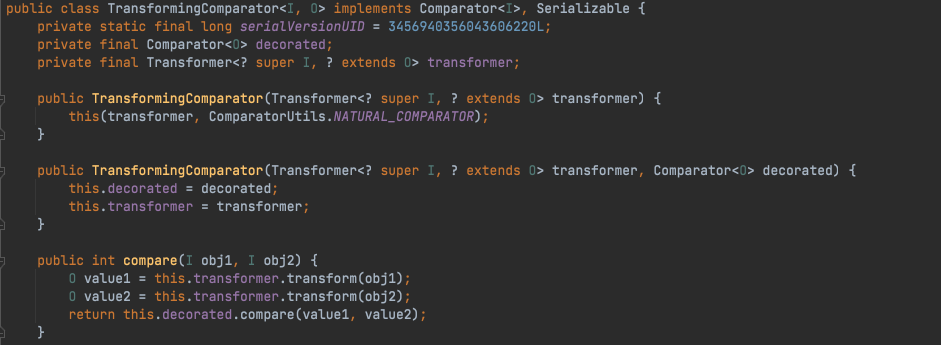 public class TransformingComparator<I, O> implements Comparator<I>, Serializable {
    private static final long serialVersionUID = 3456940356043606220L;
    private final Comparator<O> decorated;
    private final Transformer<? super I, ? extends O> transformer;
    public TransformingComparator(Transformer<? super I, ? extends O> transformer) {
        this(transformer, ComparatorUtils.NATURAL_COMPARATOR);
    }
    public TransformingComparator(Transformer<? super I, ? extends O> transformer, Comparator<O> decorated) {
        this.decorated = decorated;
        this.transformer = transformer;
    }
    public int compare(I obj1, I obj2) {
        O value1 = this.transformer.transform(obj1);
        O value2 = this.transformer.transform(obj2);
        return this.decorated.compare(value1, value2);
    }